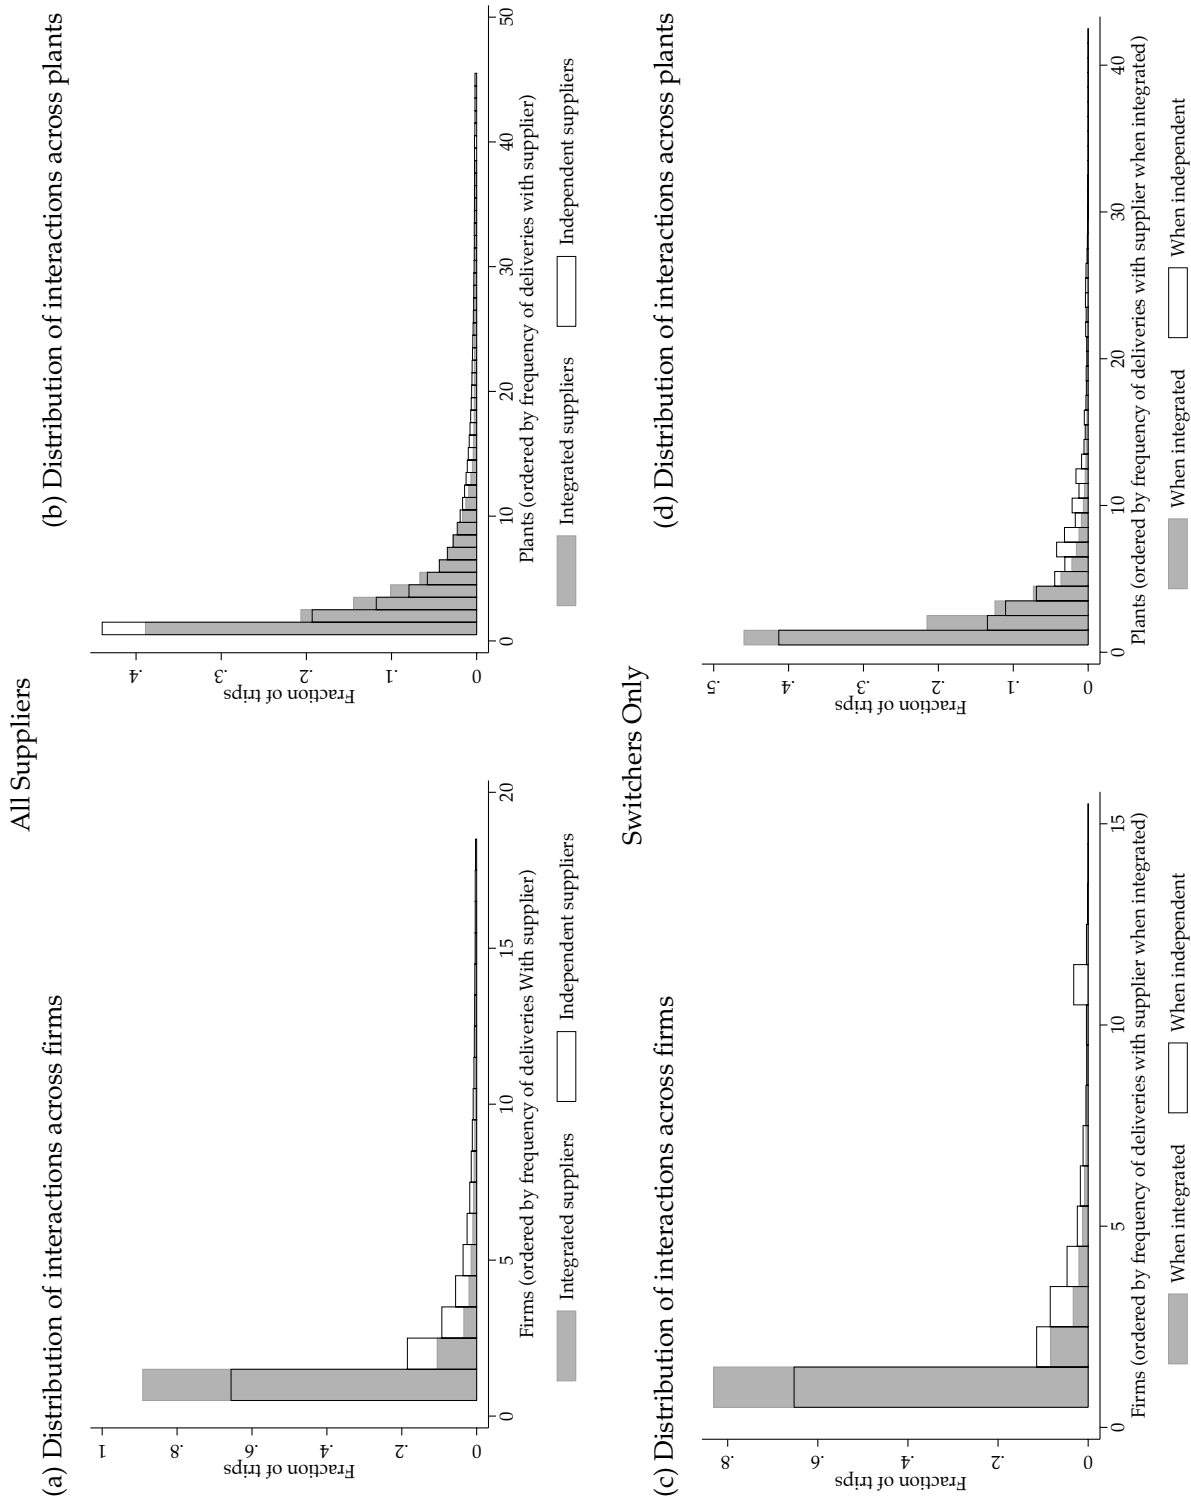 All Suppliers
(a) Distribution of interactions across firms
Fraction of trips
0 .2 .4 .6 .8 1
0 5 10 15 20
Firms (ordered by frequency of deliveries With supplier)
Integrated suppliers Independent suppliers
(b) Distribution of interactions across plants
Fraction of trips
0 .1 .2 .3 .4
0 10 20 30 40 50
Plants (ordered by frequency of deliveries with supplier)
Integrated suppliers Independent suppliers
Switchers Only
(c) Distribution of interactions across firms
Fraction of trips
0 .2 .4 .6 .8
0 5 10 15
Firms (ordered by frequency of deliveries with supplier when integrated)
When integrated When independent
(d) Distribution of interactions across plants
Fraction of trips
0 .1 .2 .3 .4 .5
0 10 20 30 40
Plants (ordered by frequency of deliveries with supplier when integrated)
When integrated When independent